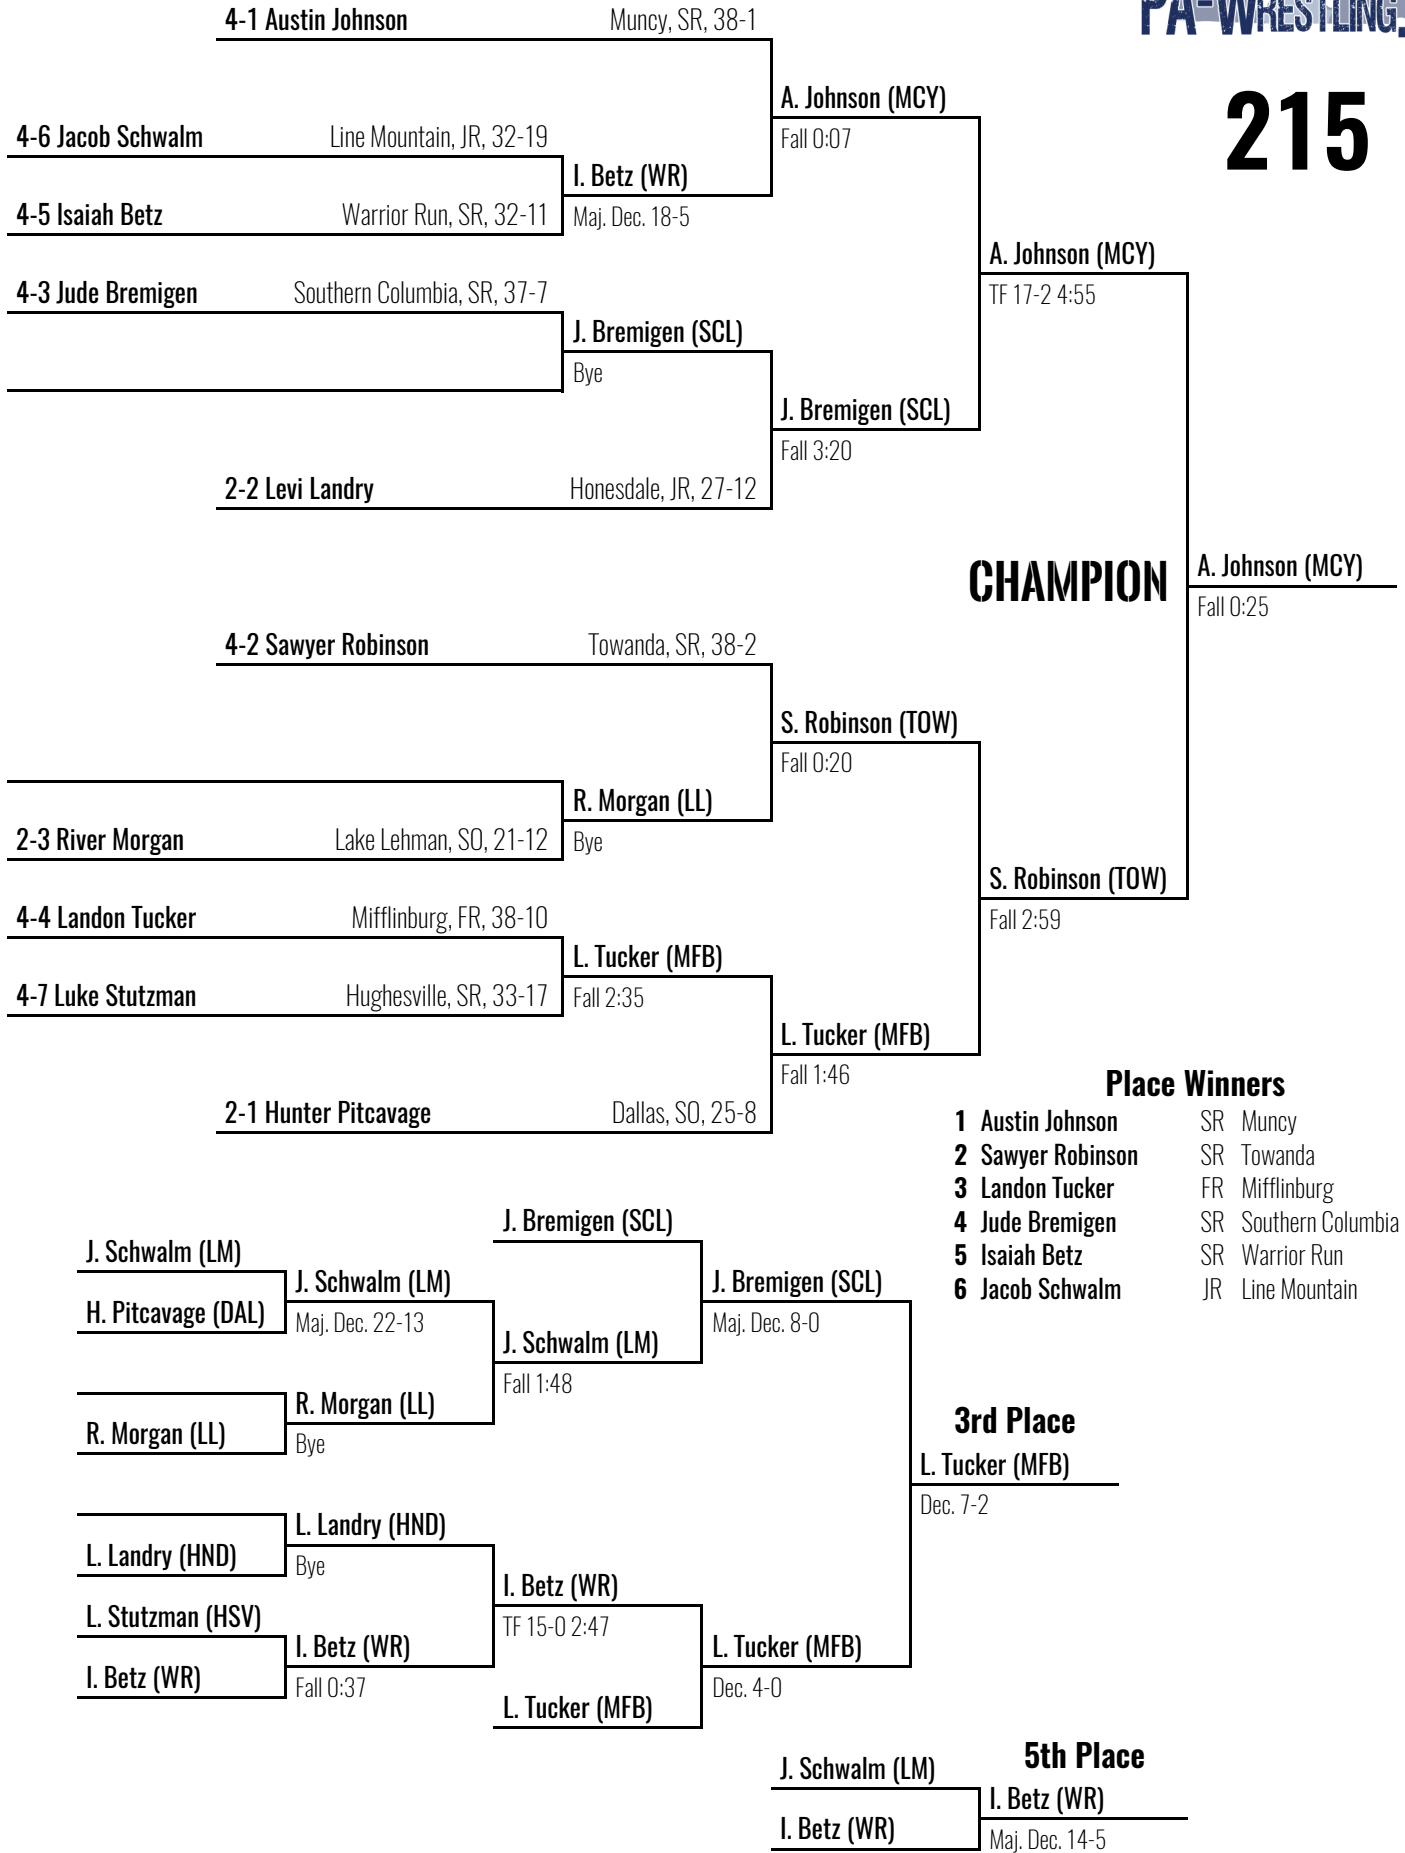 4-1 Austin Johnson Muncy, SR, 38-1
PA-WRESTLING.
215
A. Johnson (MCY)
Fall 0:07
4-6 Jacob Schwalm Line Mountain, JR, 32-19
I. Betz (WR)
Maj. Dec. 18-5
4-5 Isaiah Betz Warrior Run, SR, 32-11
A. Johnson (MCY)
TF 17-2 4:55
4-3 Jude Bremigen Southern Columbia, SR, 37-7
J. Bremigen (SCL)
Bye
J. Bremigen (SCL)
Fall 3:20
2-2 Levi Landry Honesdale, JR, 27-12
CHAMPION
A. Johnson (MCY)
Fall 0:25
4-2 Sawyer Robinson Towanda, SR, 38-2
S. Robinson (TOW)
Fall 0:20
R. Morgan (LL)
Bye
2-3 River Morgan Lake Lehman, SO, 21-12
S. Robinson (TOW)
Fall 2:59
4-4 Landon Tucker Mifflinburg, FR, 38-10
L. Tucker (MFB)
Fall 2:35
4-7 Luke Stutzman Hughesville, SR, 33-17
L. Tucker (MFB)
Fall 1:46
2-1 Hunter Pitcavage Dallas, SO, 25-8
Place Winners
1 Austin Johnson SR Muncy
2 Sawyer Robinson SR Towanda
3 Landon Tucker FR Mifflinburg
4 Jude Bremigen SR Southern Columbia
5 Isaiah Betz SR Warrior Run
6 Jacob Schwalm JR Line Mountain
J. Bremigen (SCL)
J. Schwalm (LM)
J. Schwalm (LM)
Maj. Dec. 22-13
H. Pitcavage (DAL)
J. Bremigen (SCL)
Maj. Dec. 8-0
J. Schwalm (LM)
Fall 1:48
R. Morgan (LL)
Bye
R. Morgan (LL)
3rd Place
L. Tucker (MFB)
Dec. 7-2
L. Landry (HND)
Bye
L. Landry (HND)
I. Betz (WR)
TF 15-0 2:47
L. Stutzman (HSV)
I. Betz (WR)
Fall 0:37
I. Betz (WR)
L. Tucker (MFB)
Dec. 4-0
L. Tucker (MFB)
5th Place
J. Schwalm (LM)
I. Betz (WR)
Maj. Dec. 14-5
I. Betz (WR)